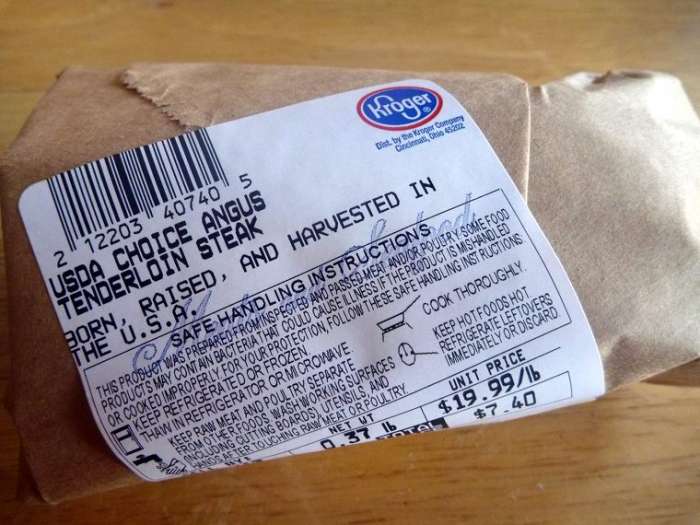 Kroger
Dist. by the Kroger Company
Cincinnati, Ohio 45202
2 12203 40740 5
USDA CHOICE ANGUS
TENDERLOIN STEAK
BORN, RAISED, AND HARVESTED IN
THE U.S.A.
SAFE HANDLING INSTRUCTIONS
THIS PRODUCT WAS PREPARED FROM INSPECTED AND PASSED MEAT AND/OR POULTRY. SOME FOOD
PRODUCTS MAY CONTAIN BACTERIA THAT COULD CAUSE ILLNESS IF THE PRODUCT IS MISHANDLED
OR COOKED IMPROPERLY. FOR YOUR PROTECTION, FOLLOW THESE SAFE HANDLING INSTRUCTIONS.
KEEP REFRIGERATED OR FROZEN.
THAW IN REFRIGERATOR OR MICROWAVE.
KEEP RAW MEAT AND POULTRY SEPARATE
FROM OTHER FOODS. WASH WORKING SURFACES
(INCLUDING CUTTING BOARDS), UTENSILS, AND
HANDS AFTER TOUCHING RAW MEAT OR POULTRY.
COOK THOROUGHLY.
KEEP HOT FOODS HOT.
REFRIGERATE LEFTOVERS
IMMEDIATELY OR DISCARD.
NET WT
0.37 lb
UNIT PRICE
$19.99/lb
TOTAL
$7.40